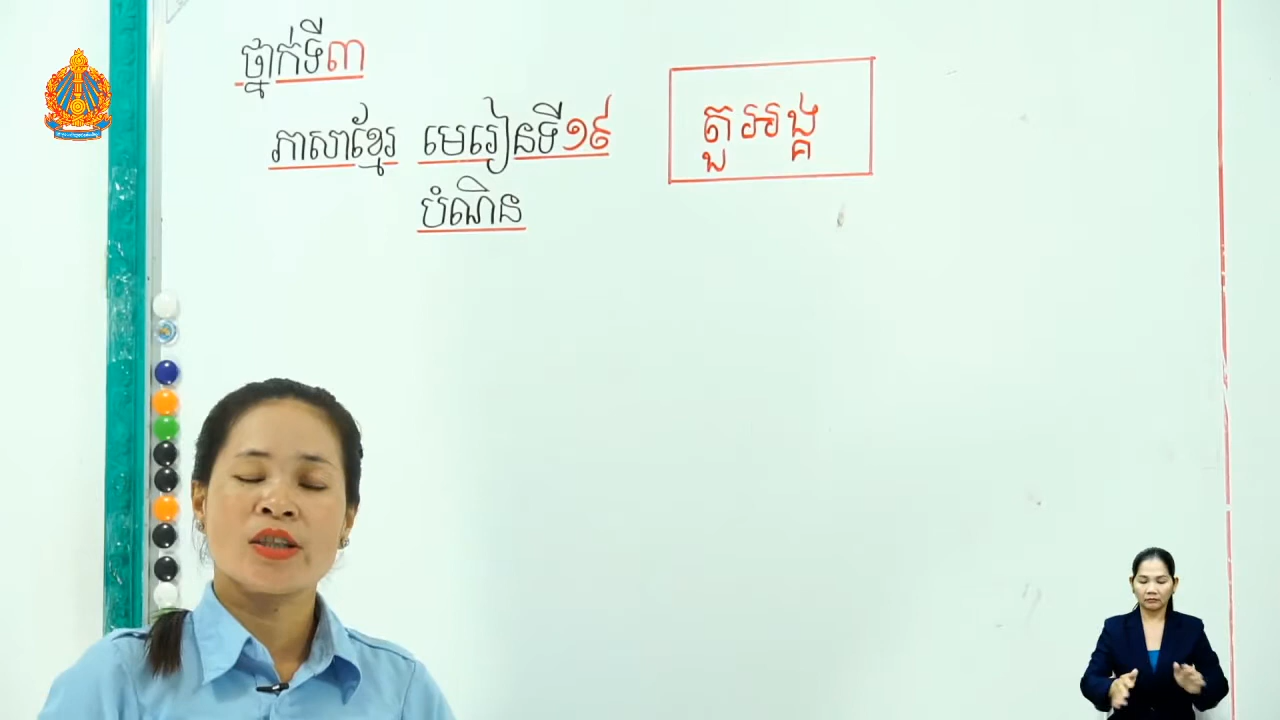 ថ្នាក់ទី៣
ភាសាខ្មែរ មេរៀនទី១៩
បំណិន
តួអង្គ